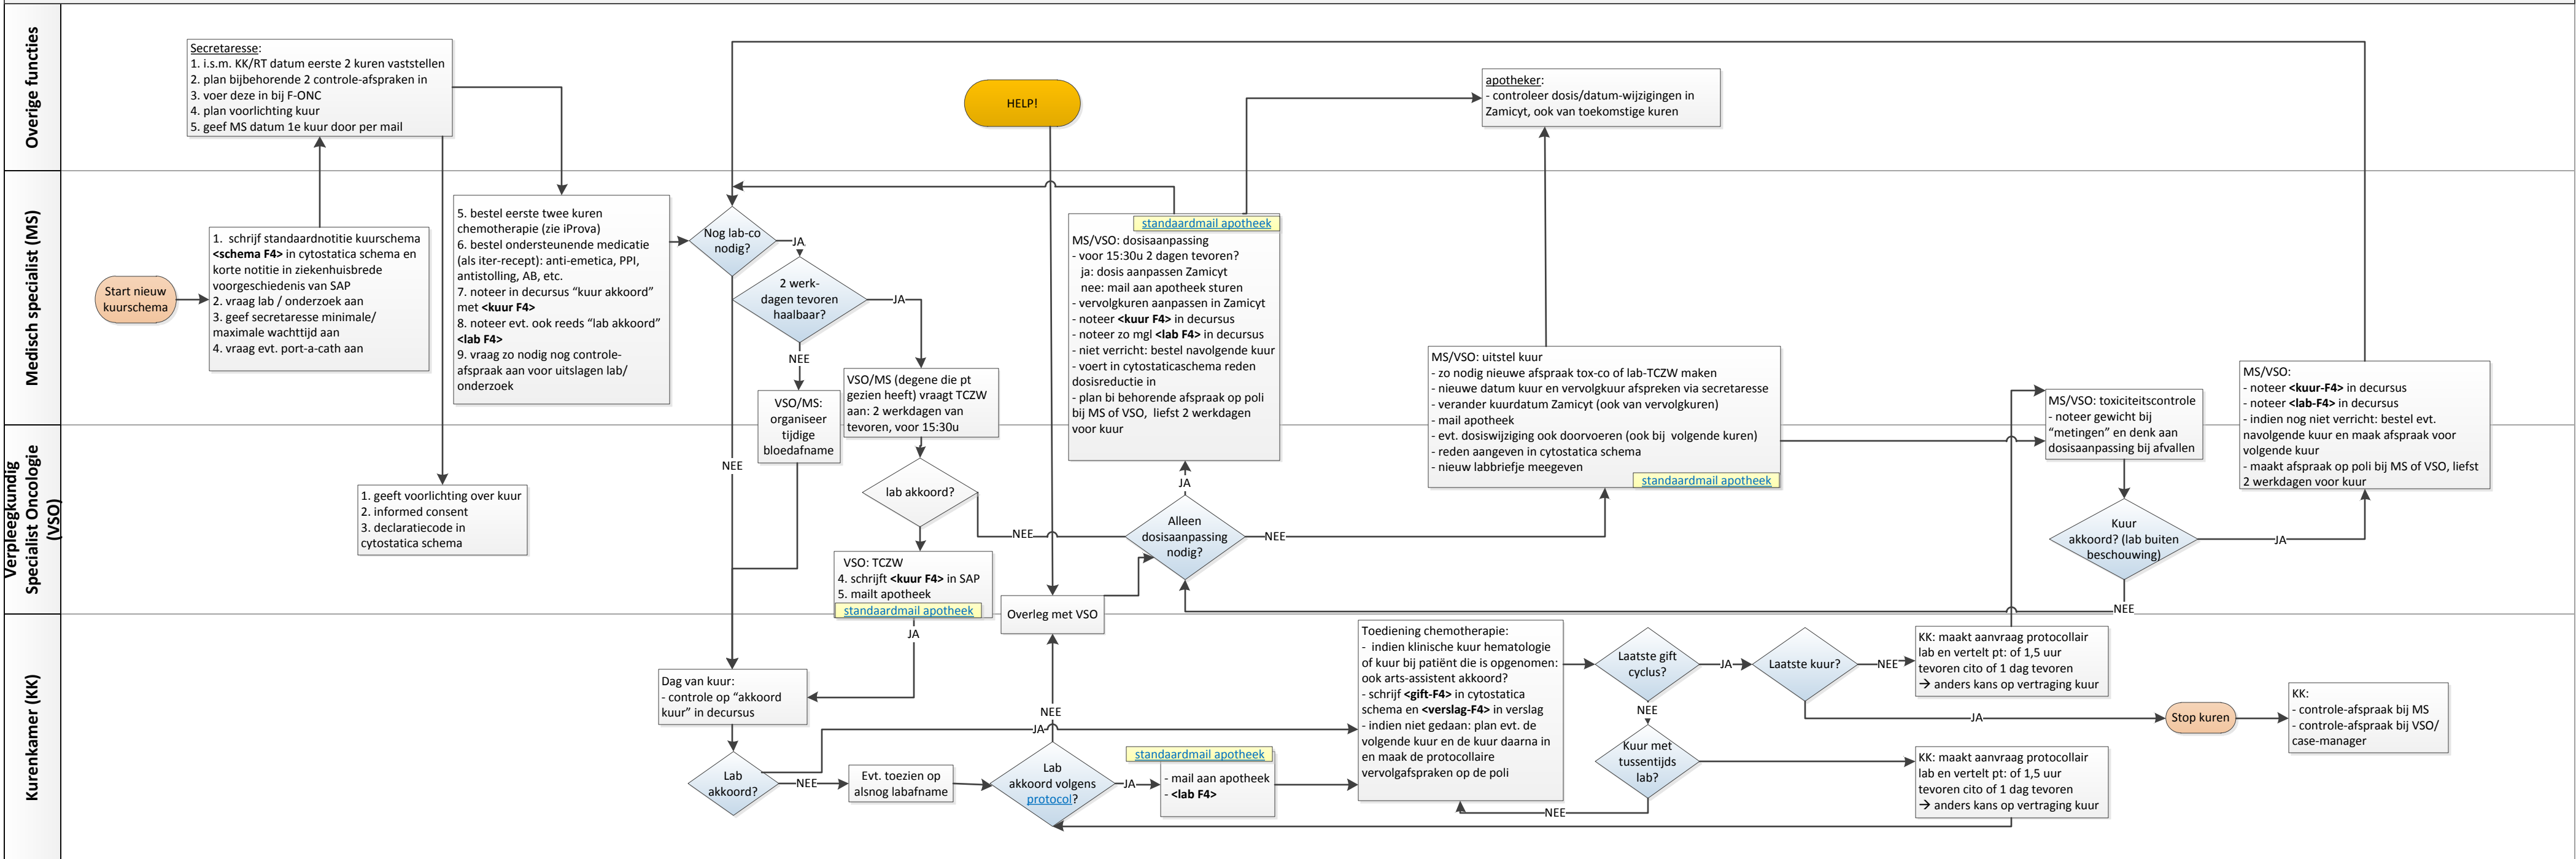 Overige functies
Secretaresse:
1. i.s.m. KK/RT datum eerste 2 kuren vaststellen
2. plan bijbehorende 2 controle-afspraken in
3. voer deze in bij F-ONC
4. plan voorlichting kuur
5. geef MS datum 1e kuur door per mail
HELP!
apotheker:
- controleer dosis/datum-wijzigingen in
Zamicyt, ook van toekomstige kuren
Medisch specialist (MS)
Start nieuw
kuurschema
1. schrijf standaardnotitie kuurschema
<schema F4> in cytostatica schema en
korte notitie in ziekenhuisbrede
voorgeschiedenis van SAP
2. vraag lab / onderzoek aan
3. geef secretaresse minimale/
maximale wachttijd aan
4. vraag evt. port-a-cath aan
5. bestel eerste twee kuren
chemotherapie (zie iProva)
6. bestel ondersteunende medicatie
(als iter-recept): anti-emetica, PPI,
antistolling, AB, etc.
7. noteer in decursus “kuur akkoord”
met <kuur F4>
8. noteer evt. ook reeds “lab akkoord”
<lab F4>
9. vraag zo nodig nog controle-
afspraak aan voor uitslagen lab/
onderzoek
Nog lab-co
nodig?
JA
2 werk-
dagen tevoren
haalbaar?
JA
NEE
NEE
VSO/MS:
organiseer
tijdige
bloedafname
VSO/MS (degene die pt
gezien heeft) vraagt TCZW
aan: 2 werkdagen van
tevoren, voor 15:30u
standaardmail apotheek
MS/VSO: dosisaanpassing
- voor 15:30u 2 dagen tevoren?
ja: dosis aanpassen Zamicyt
nee: mail aan apotheek sturen
- vervolgkuren aanpassen in Zamicyt
- noteer <kuur F4> in decursus
- noteer zo mgl <lab F4> in decursus
- niet verricht: bestel navolgende kuur
- voert in cytostaticaschema reden
dosisreductie in
- plan bi behorende afspraak op poli
bij MS of VSO, liefst 2 werkdagen
voor kuur
MS/VSO: uitstel kuur
- zo nodig nieuwe afspraak tox-co of lab-TCZW maken
- nieuwe datum kuur en vervolgkuur afspreken via secretaresse
- verander kuurdatum Zamicyt (ook van vervolgkuren)
- mail apotheek
- evt. dosiswijziging ook doorvoeren (ook bij volgende kuren)
- reden aangeven in cytostatica schema
- nieuw labbriefje meegeven
standaardmail apotheek
MS/VSO: toxiciteitscontrole
- noteer gewicht bij
“metingen” en denk aan
dosisaanpassing bij afvallen
MS/VSO:
- noteer <kuur-F4> in decursus
- noteer <lab-F4> in decursus
- indien nog niet verricht: bestel evt.
navolgende kuur en maak afspraak voor
volgende kuur
- maakt afspraak op poli bij MS of VSO, liefst
2 werkdagen voor kuur
Verpleegkundig
Specialist Oncologie
(VSO)
1. geeft voorlichting over kuur
2. informed consent
3. declaratiecode in
cytostatica schema
lab akkoord?
NEE
VSO: TCZW
4. schrijft <kuur F4> in SAP
5. mailt apotheek
standaardmail apotheek
JA
Overleg met VSO
JA
Alleen
dosisaanpassing
nodig?
NEE
Kuur
akkoord? (lab buiten
beschouwing)
JA
NEE
Kurenkamer (KK)
Dag van kuur:
- controle op “akkoord
kuur” in decursus
Lab
akkoord?
JA
NEE
Evt. toezien op
alsnog labafname
NEE
Lab
akkoord volgens
protocol?
JA
standaardmail apotheek
- mail aan apotheek
- <lab F4>
Toediening chemotherapie:
- indien klinische kuur hematologie
of kuur bij patiënt die is opgenomen:
ook arts-assistent akkoord?
- schrijf <gift-F4> in cytostatica
schema en <verslag-F4> in verslag
- indien niet gedaan: plan evt. de
volgende kuur en de kuur daarna in
en maak de protocollaire
vervolgafspraken op de poli
Laatste gift
cyclus?
JA
NEE
Laatste kuur?
NEE
JA
Kuur met
tussentijds
lab?
NEE
KK: maakt aanvraag protocollair
lab en vertelt pt: of 1,5 uur
tevoren cito of 1 dag tevoren
→ anders kans op vertraging kuur
Stop kuren
KK:
- controle-afspraak bij MS
- controle-afspraak bij VSO/
case-manager
KK: maakt aanvraag protocollair
lab en vertelt pt: of 1,5 uur
tevoren cito of 1 dag tevoren
→ anders kans op vertraging kuur